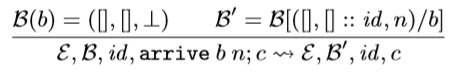 ℬ(b) = ([], [], ⊥)  ℬ′ = ℬ[([], [] :: id, n)/b]
ℰ, ℬ, id, arrive b n; c ⇝ ℰ, ℬ′, id, c